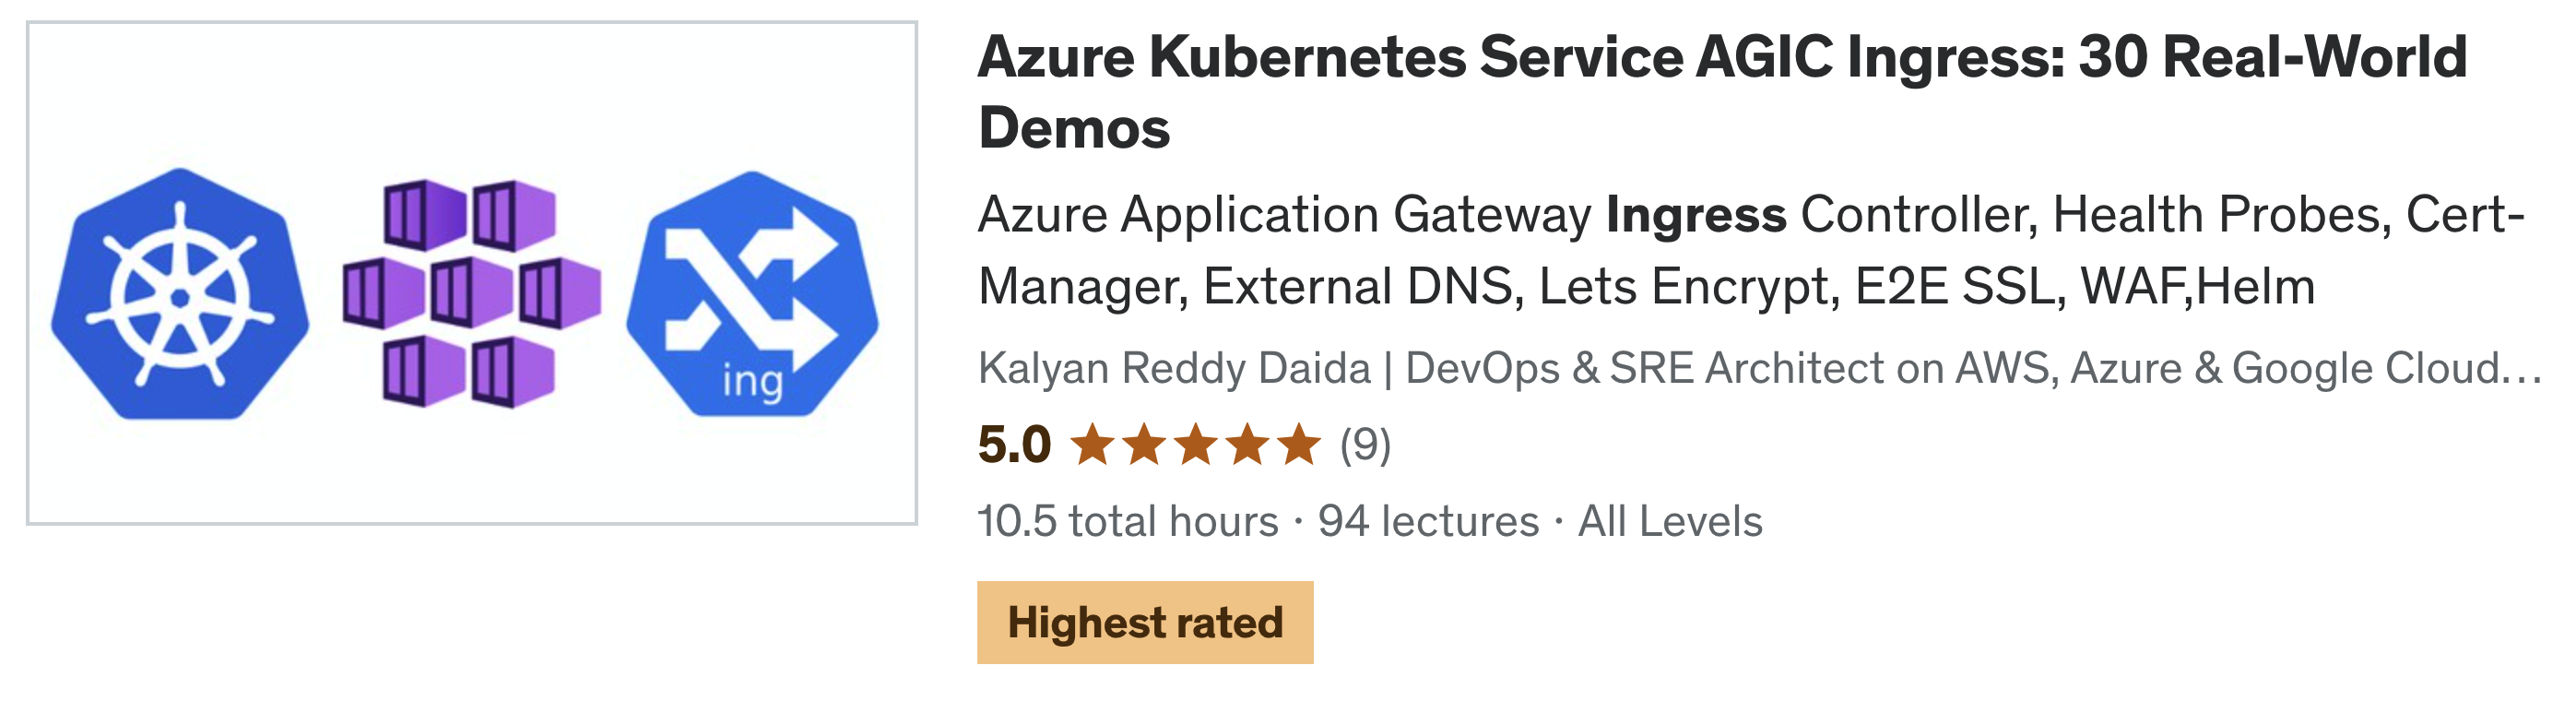 ing
Azure Kubernetes Service AGIC Ingress: 30 Real-World
Demos
Azure Application Gateway Ingress Controller, Health Probes, Cert-
Manager, External DNS, Lets Encrypt, E2E SSL, WAF,Helm
Kalyan Reddy Daida | DevOps & SRE Architect on AWS, Azure & Google Cloud…
5.0 ★★★★★ (9)
10.5 total hours · 94 lectures · All Levels
Highest rated